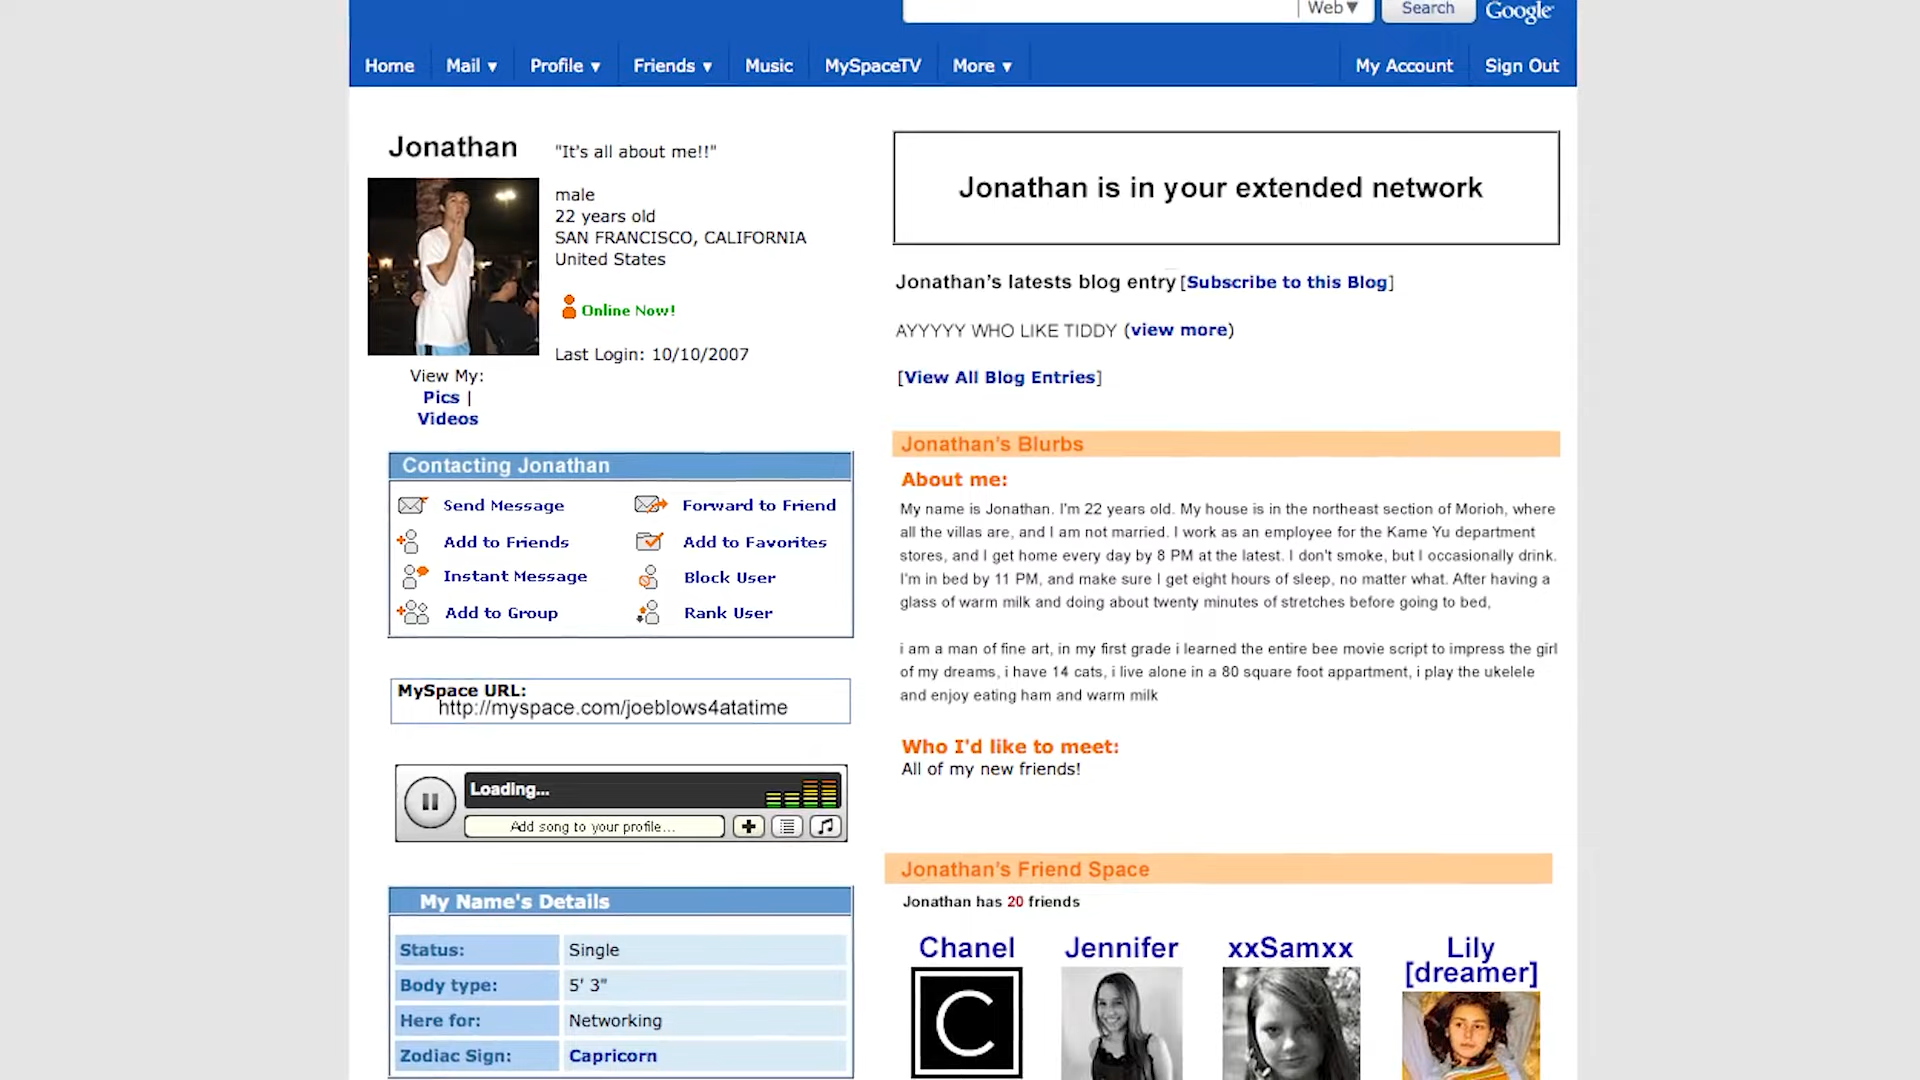 Web▼ Search Google
Home Mail ▼ Profile ▼ Friends ▼ Music MySpaceTV More ▼ My Account Sign Out
Jonathan
"It's all about me!!"
male
22 years old
SAN FRANCISCO, CALIFORNIA
United States
Online Now!
Last Login: 10/10/2007
View My:
Pics |
Videos
Contacting Jonathan
Send Message Forward to Friend
Add to Friends Add to Favorites
Instant Message Block User
Add to Group Rank User
MySpace URL:
http://myspace.com/joeblows4atatime
Loading...
Add song to your profile...
My Name's Details
Status: Single
Body type: 5' 3"
Here for: Networking
Zodiac Sign: Capricorn
Jonathan is in your extended network
Jonathan's latests blog entry [Subscribe to this Blog]
AYYYYY WHO LIKE TIDDY (view more)
[View All Blog Entries]
Jonathan's Blurbs
About me:
My name is Jonathan. I'm 22 years old. My house is in the northeast section of Morioh, where
all the villas are, and I am not married. I work as an employee for the Kame Yu department
stores, and I get home every day by 8 PM at the latest. I don't smoke, but I occasionally drink.
I'm in bed by 11 PM, and make sure I get eight hours of sleep, no matter what. After having a
glass of warm milk and doing about twenty minutes of stretches before going to bed,
i am a man of fine art, in my first grade i learned the entire bee movie script to impress the girl
of my dreams, i have 14 cats, i live alone in a 80 square foot appartment, i play the ukelele
and enjoy eating ham and warm milk
Who I'd like to meet:
All of my new friends!
Jonathan's Friend Space
Jonathan has 20 friends
Chanel Jennifer xxSamxx Lily
[dreamer]
C